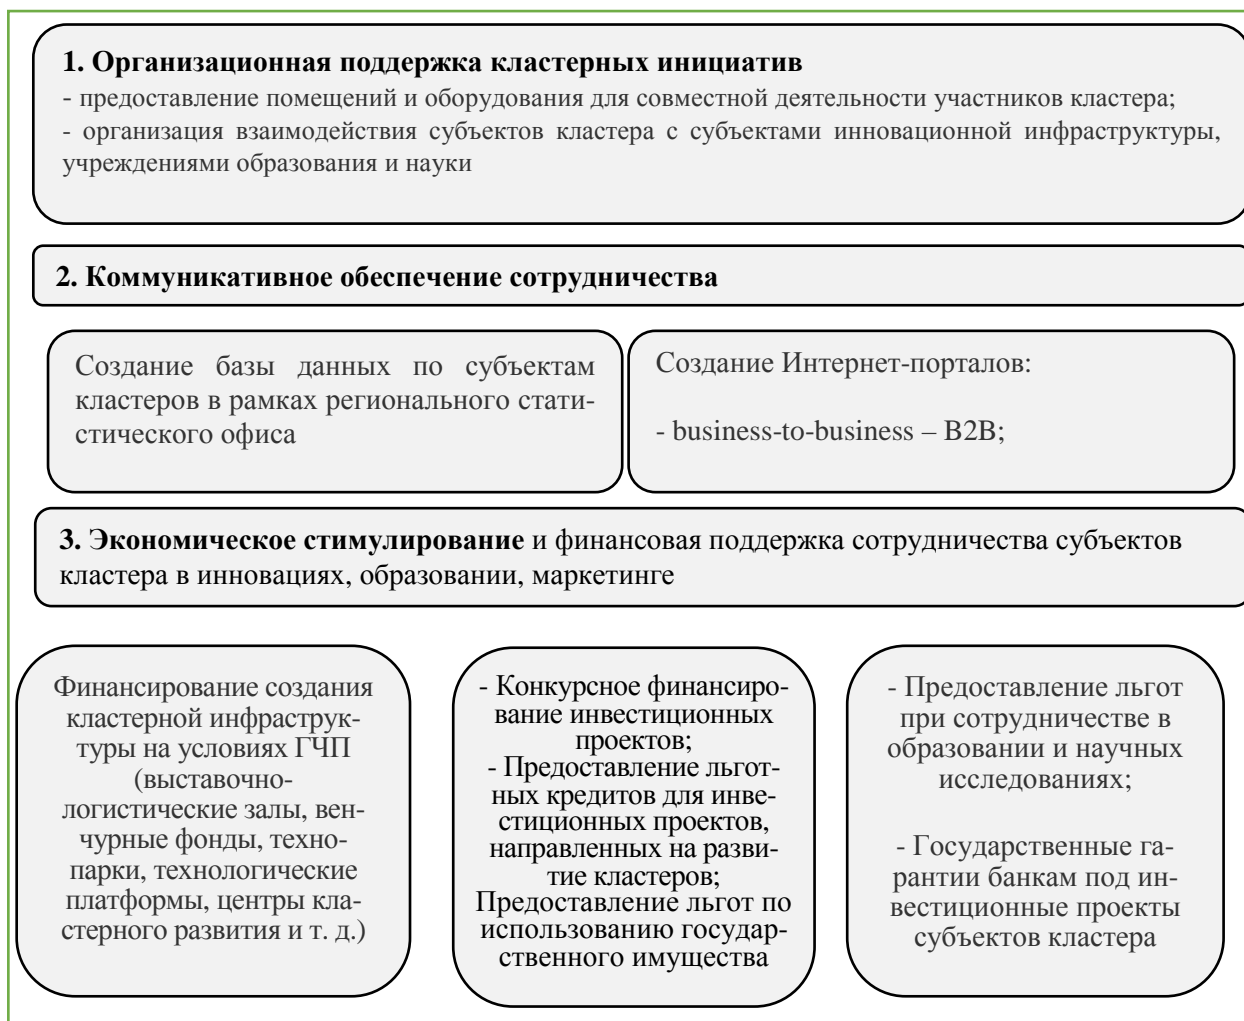 1. Организационная поддержка кластерных инициатив
- предоставление помещений и оборудования для совместной деятельности участников кластера;
- организация взаимодействия субъектов кластера с субъектами инновационной инфраструктуры,
учреждениями образования и науки
2. Коммуникативное обеспечение сотрудничества
Создание базы данных по субъектам
кластеров в рамках регионального стати-
стического офиса
Создание Интернет-порталов:
- business-to-business – B2B;
3. Экономическое стимулирование и финансовая поддержка сотрудничества субъектов
кластера в инновациях, образовании, маркетинге
Финансирование создания
кластерной инфраструк-
туры на условиях ГЧП
(выставочно-
логистические залы, вен-
чурные фонды, техно-
парки, технологические
платформы, центры кла-
стерного развития и т. д.)
- Конкурсное финансиро-
вание инвестиционных
проектов;
- Предоставление льгот-
ных кредитов для инве-
стиционных проектов,
направленных на разви-
тие кластеров;
Предоставление льгот по
использованию государ-
ственного имущества
- Предоставление льгот
при сотрудничестве в
образовании и научных
исследованиях;
- Государственные га-
рантии банкам под ин-
вестиционные проекты
субъектов кластера